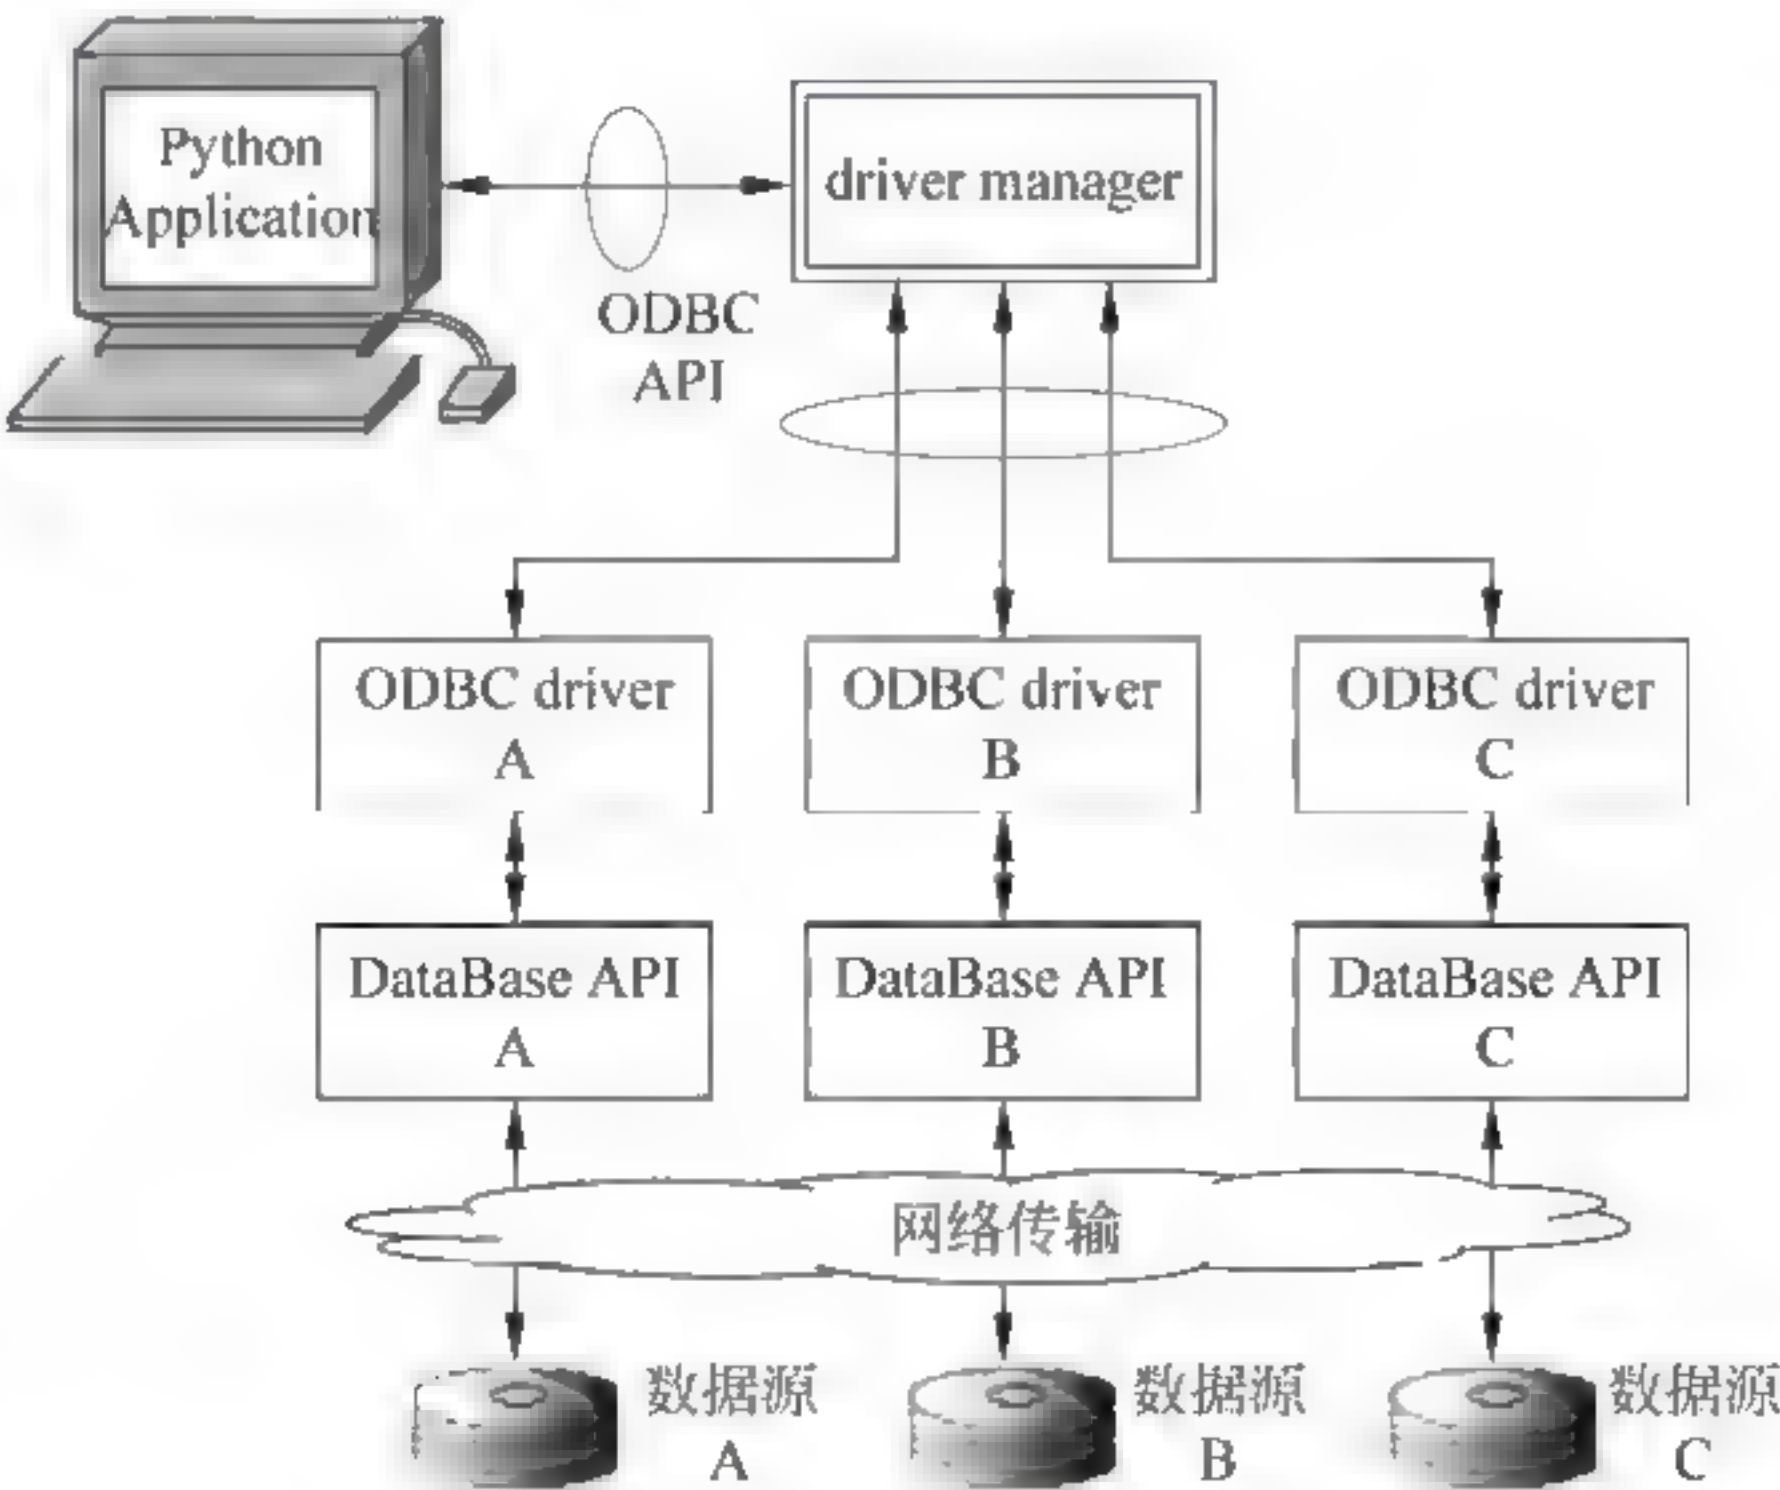 Python
Application
driver manager
ODBC
API
ODBC driver
A
ODBC driver
B
ODBC driver
C
DataBase API
A
DataBase API
B
DataBase API
C
网络传输
数据源
A
数据源
B
数据源
C